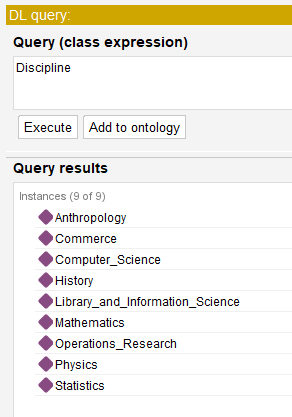 DL query:
Query (class expression)
Discipline
Execute
Add to ontology
Query results
Instances (9 of 9)
Anthropology
Commerce
Computer_Science
History
Library_and_Information_Science
Mathematics
Operations_Research
Physics
Statistics